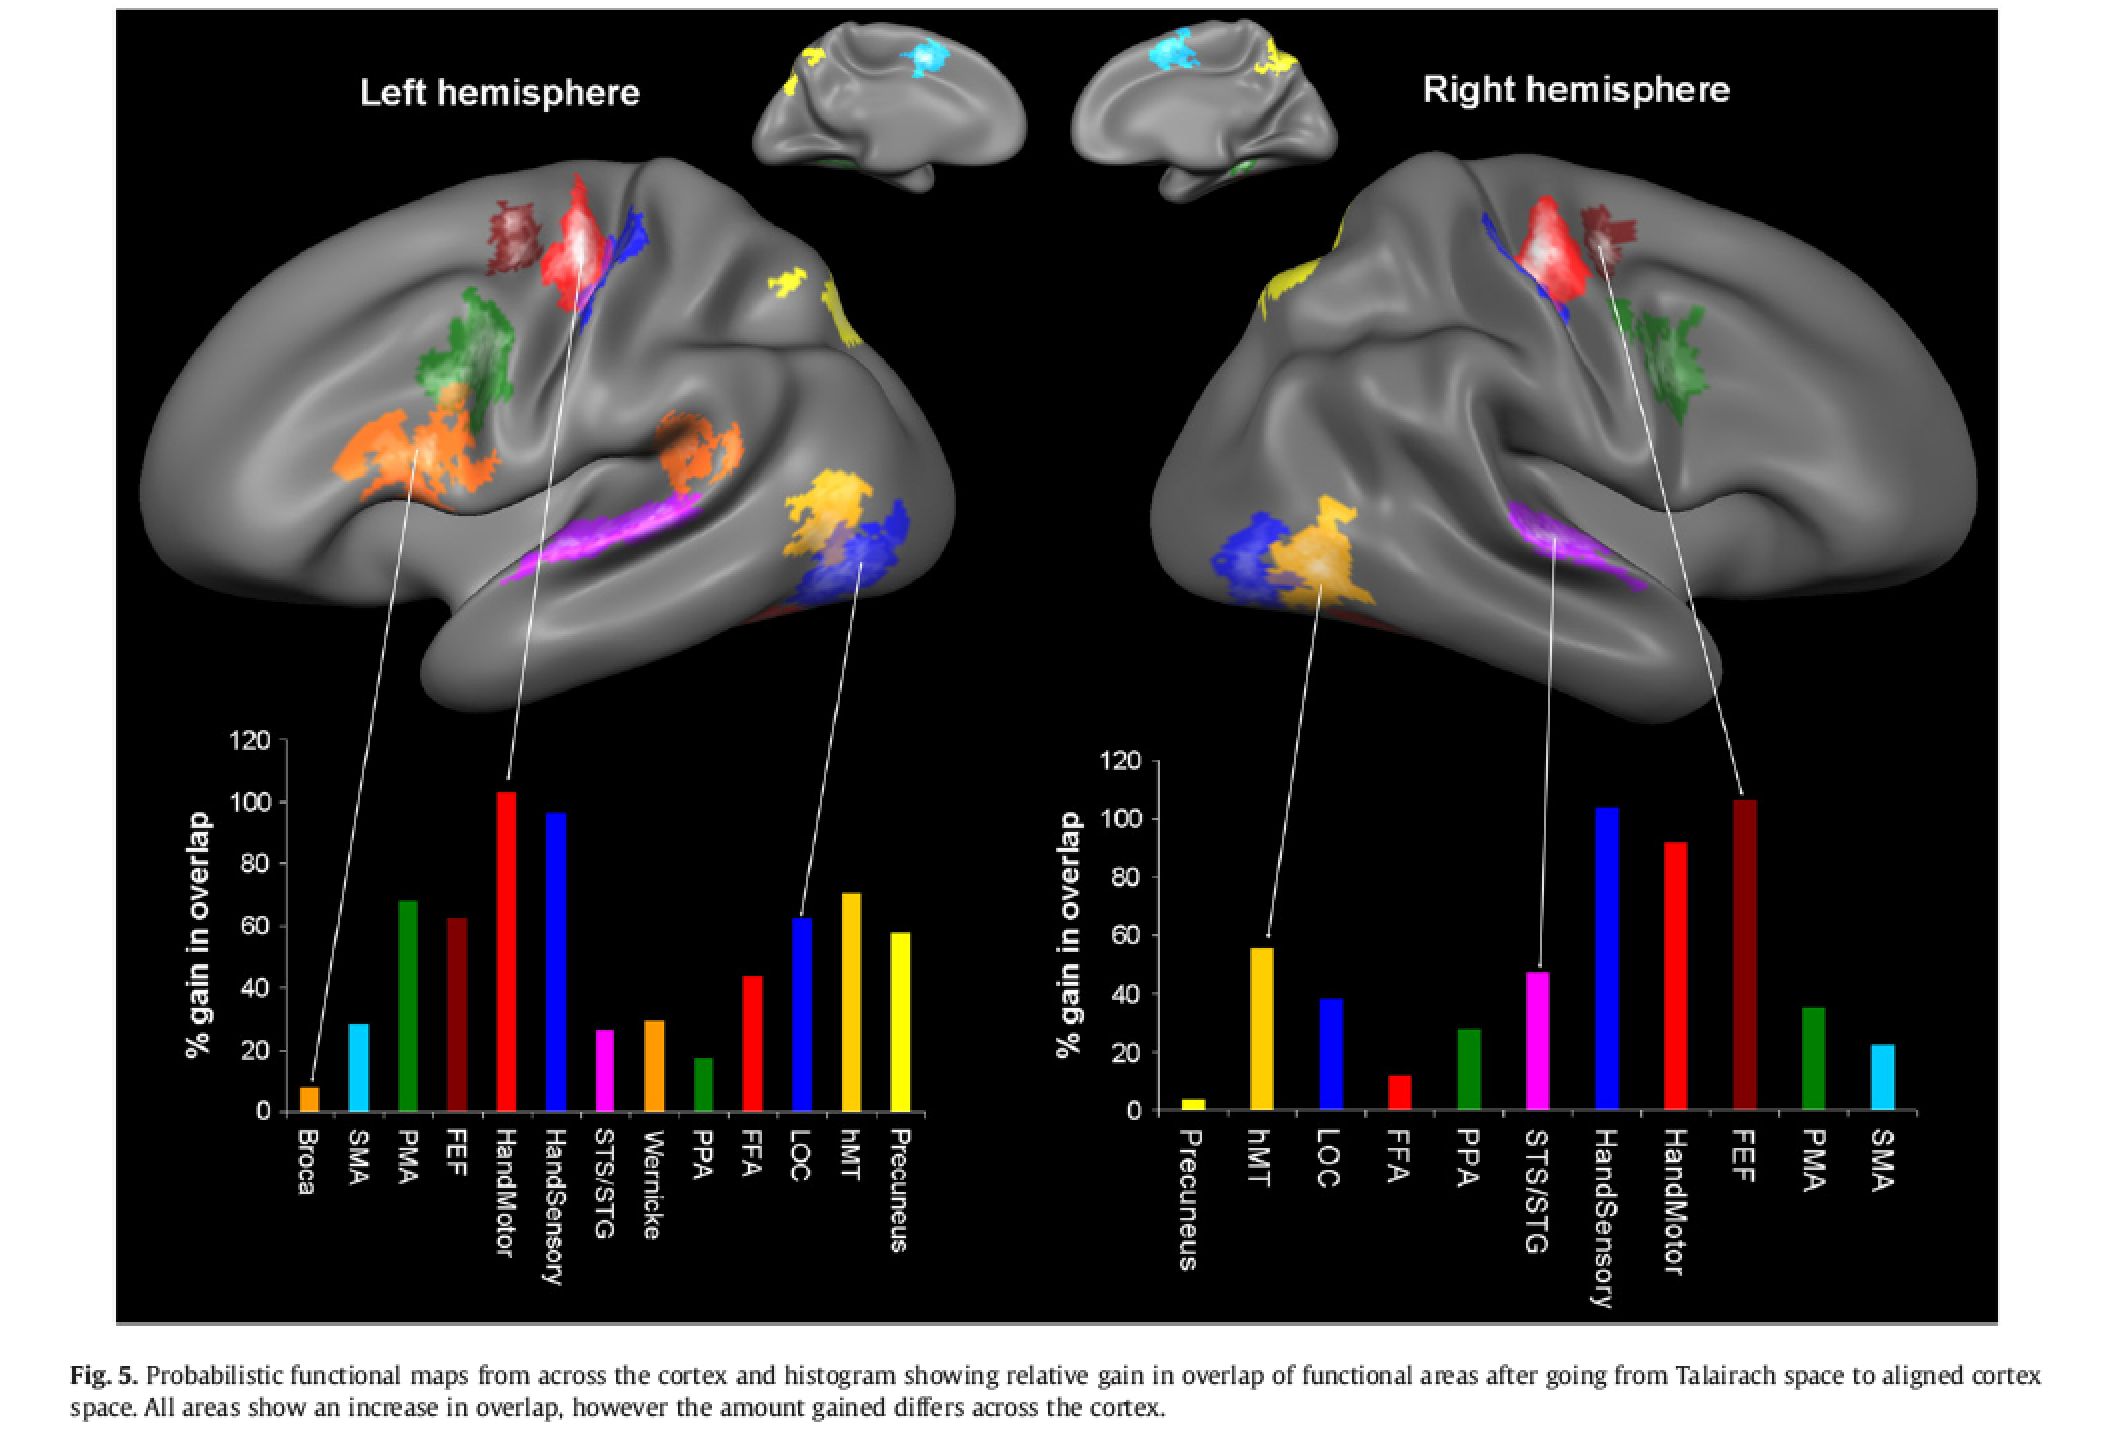 Left hemisphere
Right hemisphere
% gain in overlap
120
100
80
60
40
20
0
Broca
SMA
PMA
FEF
HandMotor
HandSensory
STS/STG
Wernicke
PPA
FFA
LOC
hMT
Precuneus
% gain in overlap
120
100
80
60
40
20
0
Precuneus
hMT
LOC
FFA
PPA
STS/STG
HandSensory
HandMotor
FEF
PMA
SMA
Fig. 5. Probabilistic functional maps from across the cortex and histogram showing relative gain in overlap of functional areas after going from Talairach space to aligned cortex
space. All areas show an increase in overlap, however the amount gained differs across the cortex.